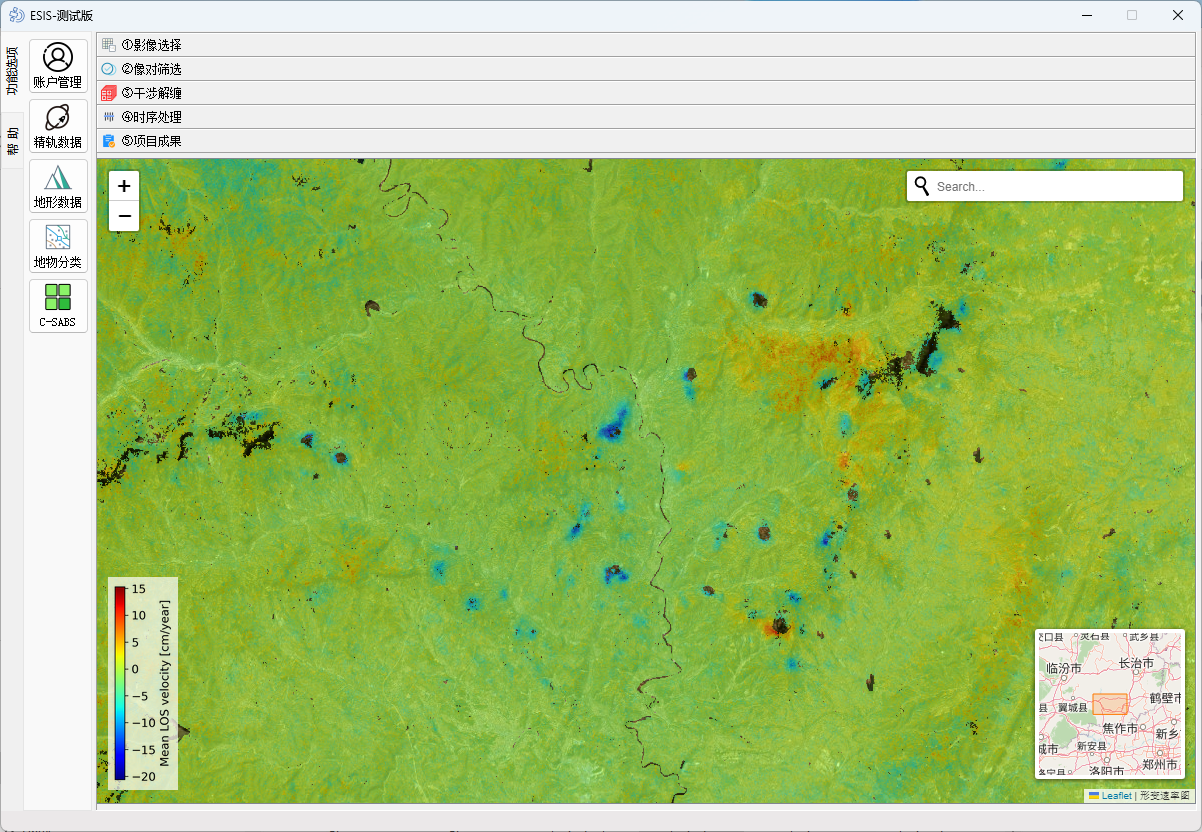 ESIS-测试版
功能选项
帮 助
账户管理
精轨数据
地形数据
地物分类
C-SABS
①影像选择
②像对筛选
③干涉解缠
④时序处理
⑤项目成果
+
−
Search...
15
10
5
0
−5
−10
−15
−20
Mean LOS velocity [cm/year]
灵石县
武乡县
临汾市
长治市
鹤壁市
县
翼城县
焦作市
新乡
城市
新安县
郑州市
洛阳市
Leaflet | 形变速率图